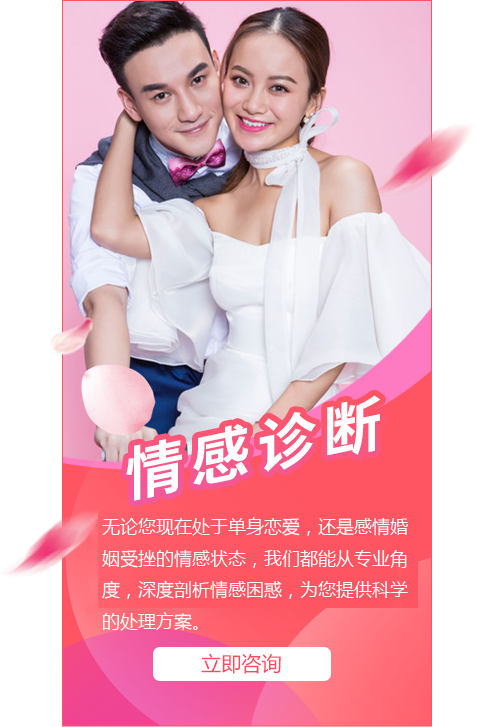 情感诊断
无论您现在处于单身恋爱，还是感情婚
姻受挫的情感状态，我们都能从专业角
度，深度剖析情感困惑，为您提供科学
的处理方案。
立即咨询